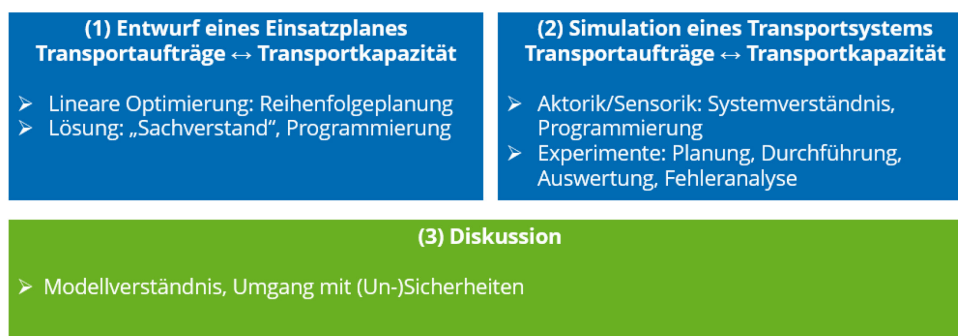 (1) Entwurf eines Einsatzplanes
Transportaufträge ↔ Transportkapazität
➢ Lineare Optimierung: Reihenfolgeplanung
➢ Lösung: „Sachverstand“, Programmierung
(2) Simulation eines Transportsystems
Transportaufträge ↔ Transportkapazität
➢ Aktorik/Sensorik: Systemverständnis,
Programmierung
➢ Experimente: Planung, Durchführung,
Auswertung, Fehleranalyse
(3) Diskussion
➢ Modellverständnis, Umgang mit (Un-)Sicherheiten